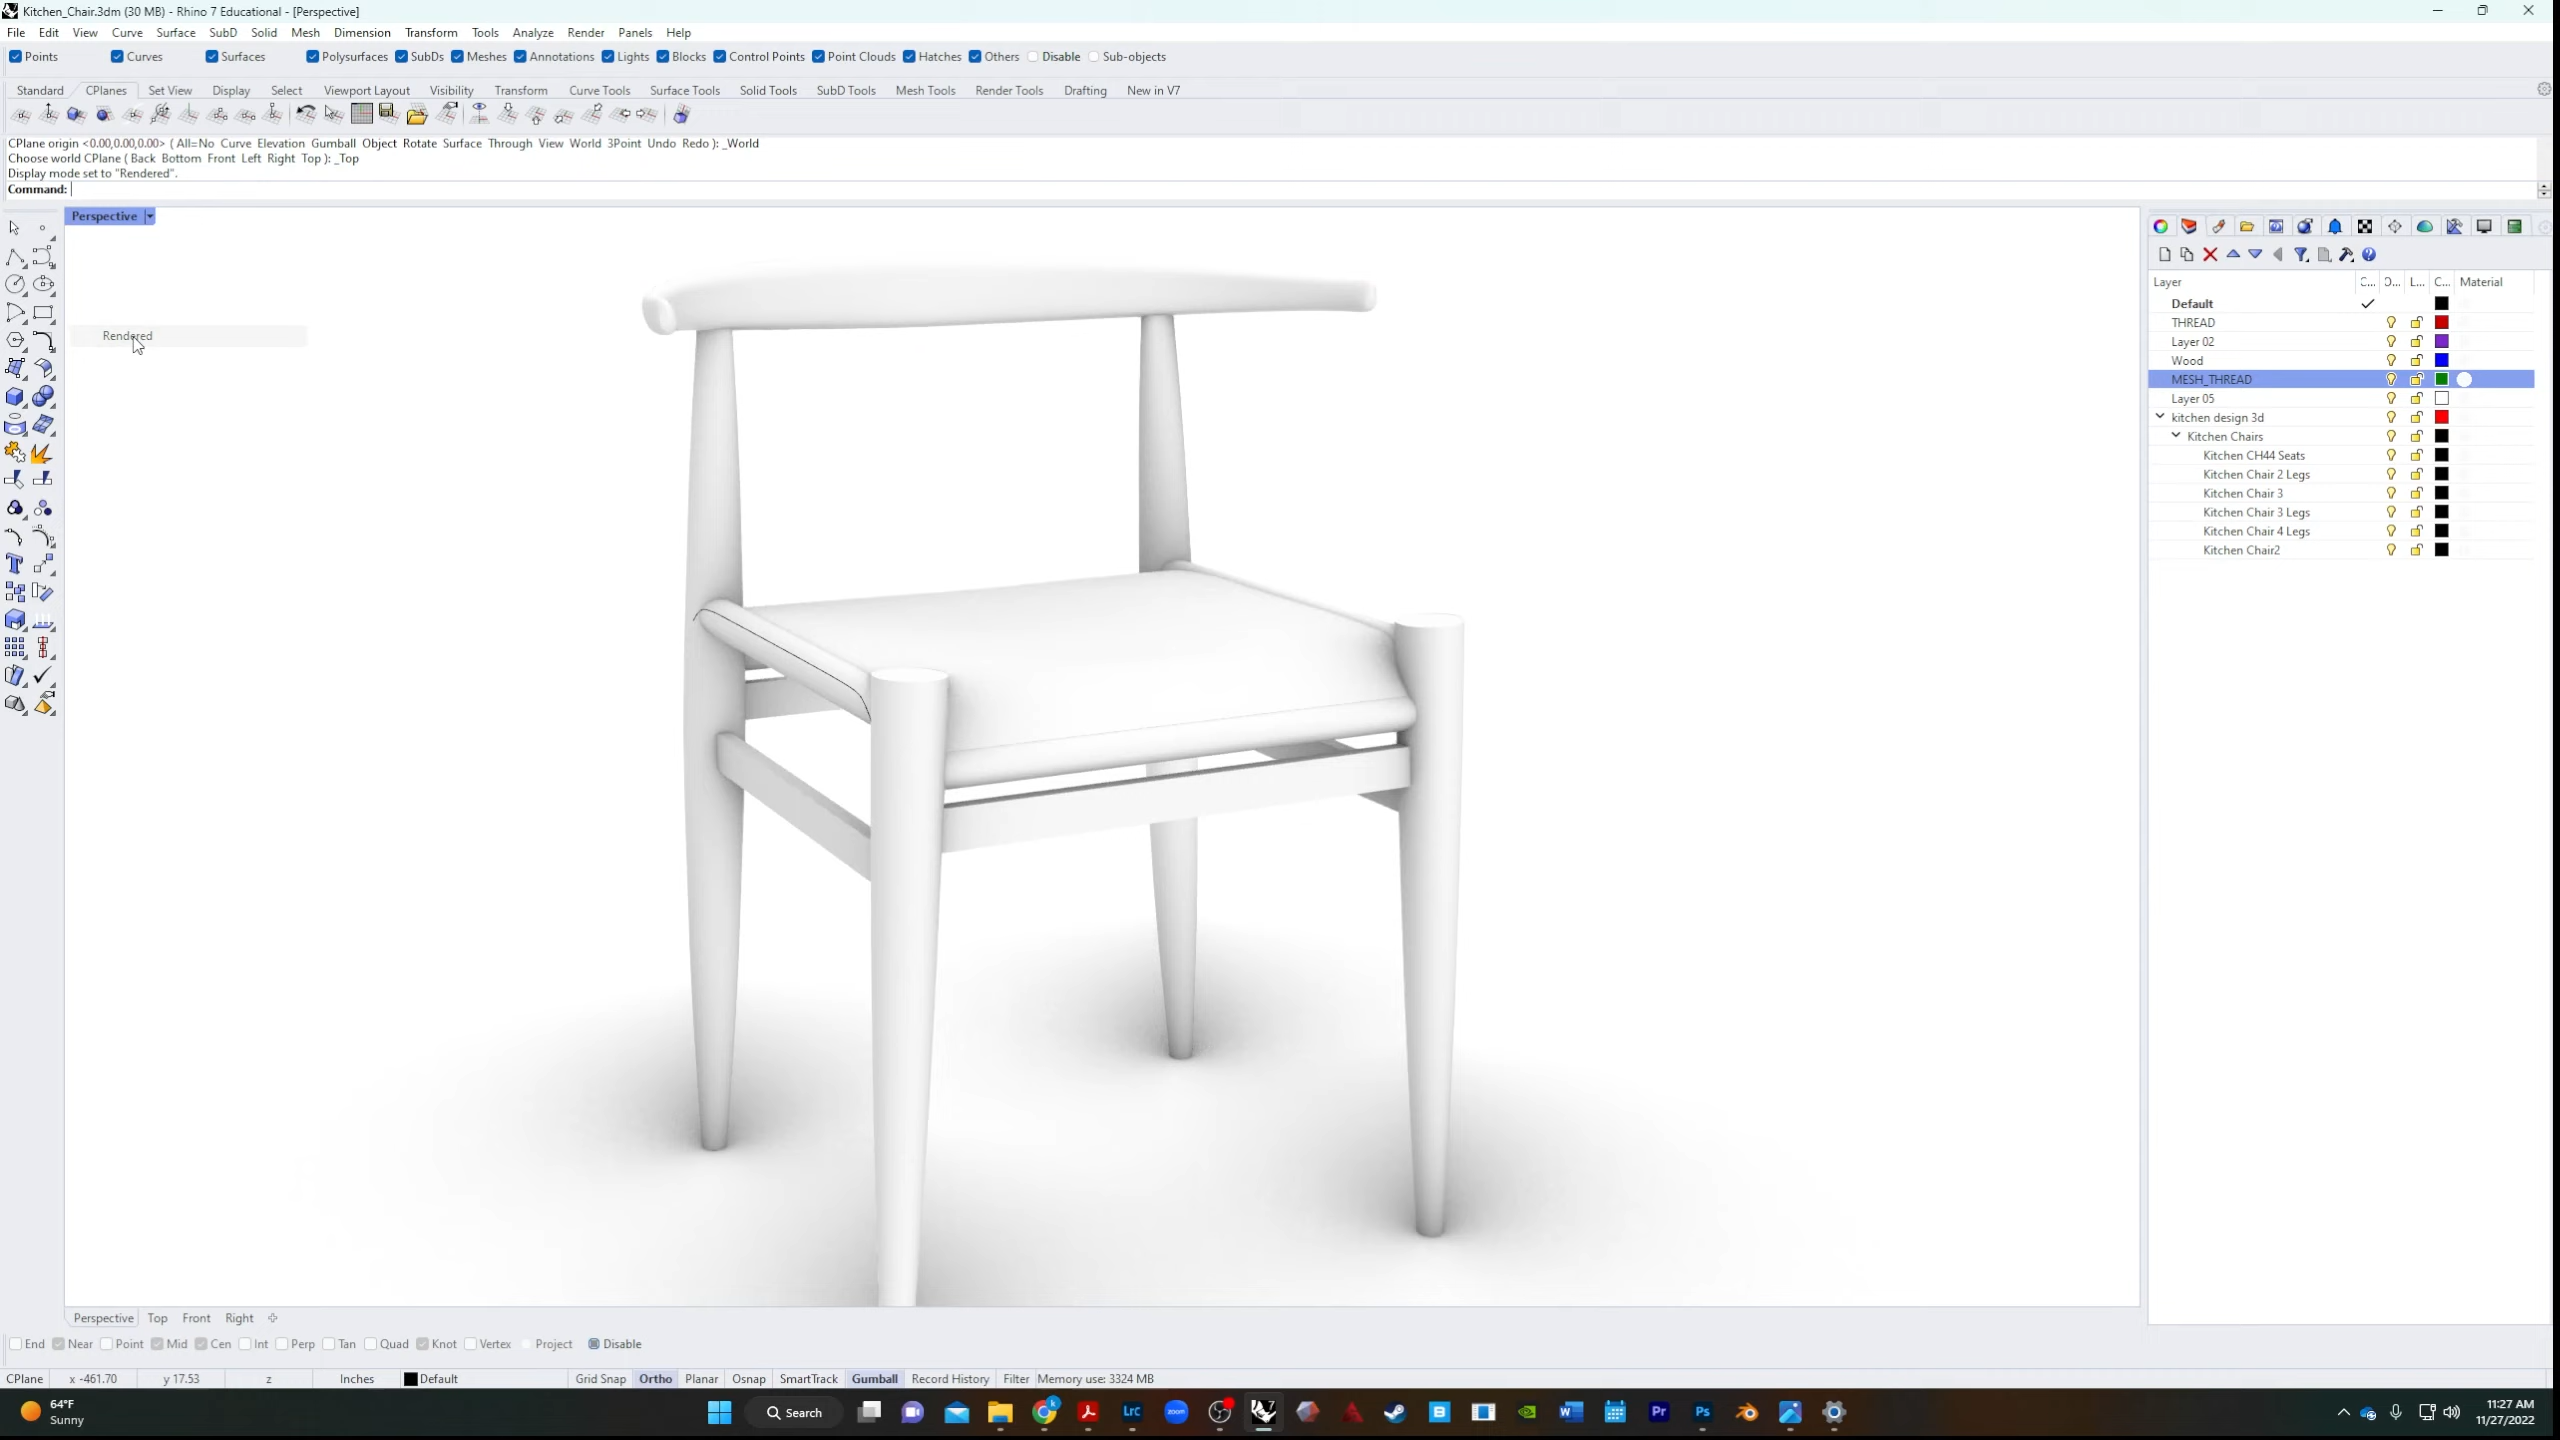 Kitchen_Chair.3dm (30 MB) - Rhino 7 Educational - [Perspective]
File Edit View Curve Surface SubD Solid Mesh Dimension Transform Tools Analyze Render Panels Help
Points Curves Surfaces Polysurfaces SubDs Meshes Annotations Lights Blocks Control Points Point Clouds Hatches Others Disable Sub-objects
Standard CPlanes Set View Display Select Viewport Layout Visibility Transform Curve Tools Surface Tools Solid Tools SubD Tools Mesh Tools Render Tools Drafting New in V7
CPlane origin <0.00,0.00,0.00> ( All=No Curve Elevation Gumball Object Rotate Surface Through View World 3Point Undo Redo ): _World
Choose world CPlane ( Back Bottom Front Left Right Top ): _Top
Display mode set to "Rendered".
Command:
Perspective
Rendered
Layer C... O... L... C... Material
Default
THREAD
Layer 02
Wood
MESH_THREAD
Layer 05
kitchen design 3d
Kitchen Chairs
Kitchen CH44 Seats
Kitchen Chair 2 Legs
Kitchen Chair 3
Kitchen Chair 3 Legs
Kitchen Chair 4 Legs
Kitchen Chair2
Perspective Top Front Right
End Near Point Mid Cen Int Perp Tan Quad Knot Vertex Project Disable
CPlane x -461.70 y 17.53 z Inches Default Grid Snap Ortho Planar Osnap SmartTrack Gumball Record History Filter Memory use: 3324 MB
64°F
Sunny
Search
LrC
zoom
7
B
W
Pr
Ps
11:27 AM
11/27/2022